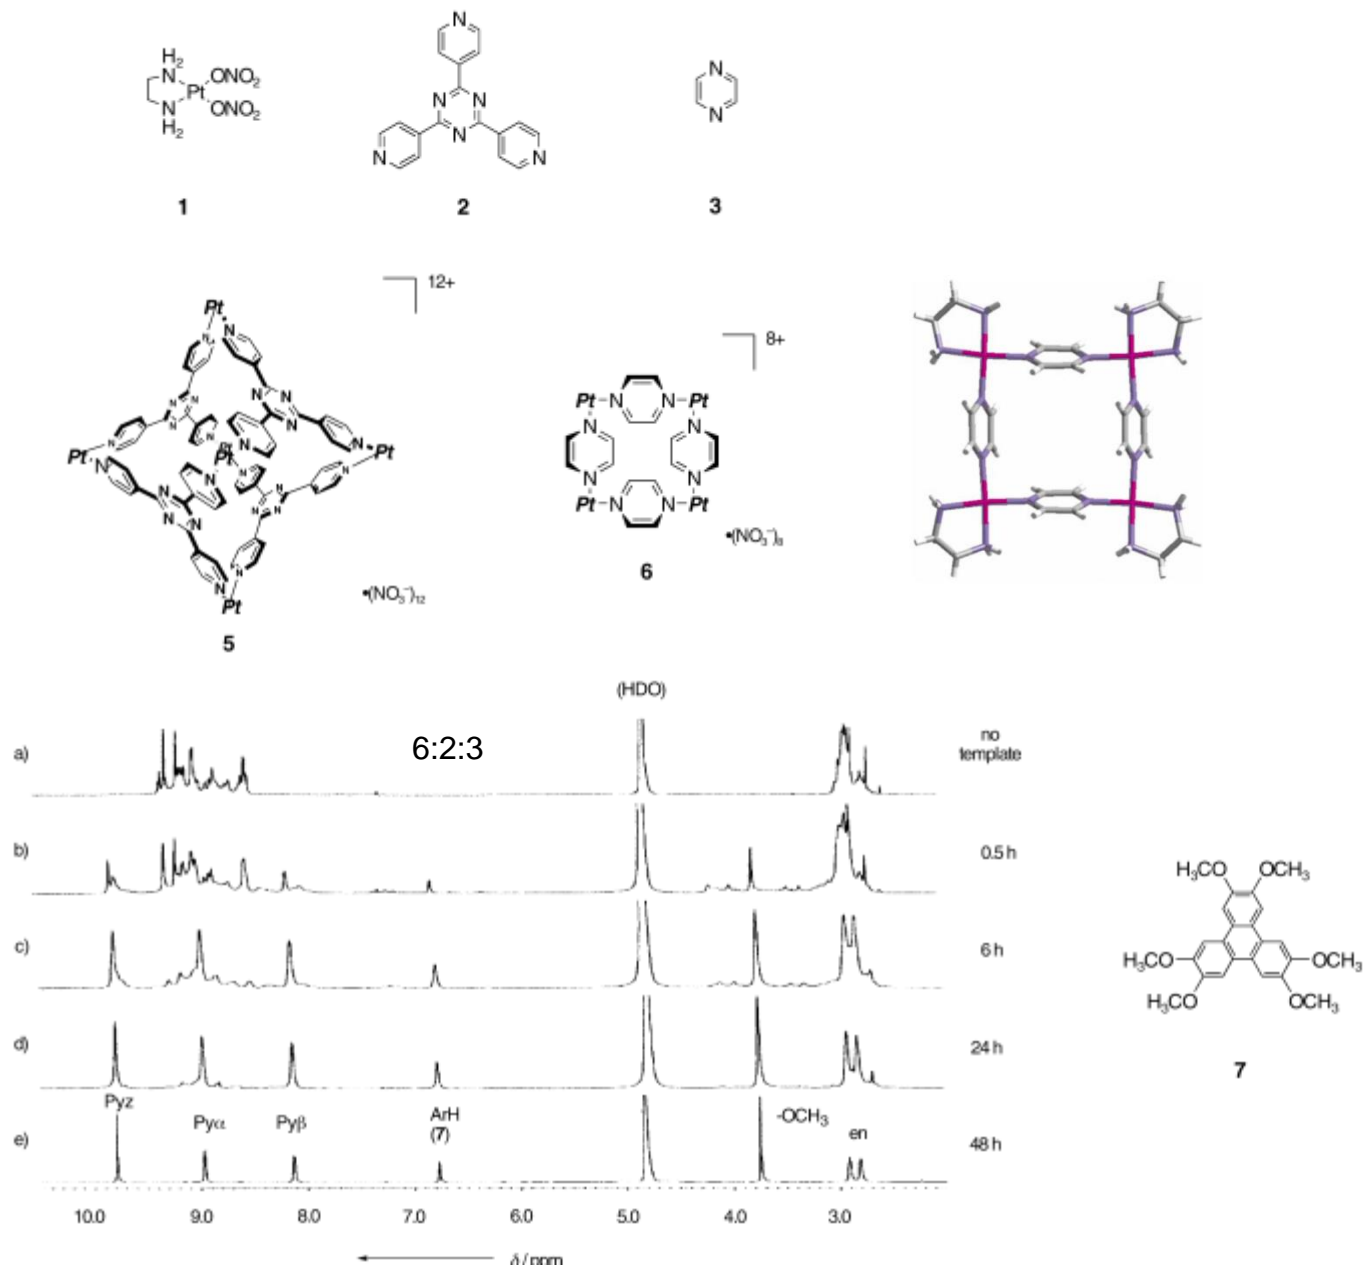 H₂
N
Pt
ONO₂
ONO₂
N
H₂
1
N
N
N
N
N
N
2
N
N
3
12+
Pt
N
N
N
N
N
N
N
N
N
N
N
N
Pt
Pt
Pt
N
N
N
N
N
N
N
N
N
N
N
N
Pt
•(NO₃⁻)₁₂
5
8+
Pt
N
N
Pt
N
N
N
N
Pt
N
N
Pt
•(NO₃⁻)₈
6
(HDO)
a)
6:2:3
no
template
b)
0.5 h
c)
6 h
d)
24 h
e)
Pyz
Pyα
Pyβ
ArH
(7)
-OCH₃
en
48 h
10.0 9.0 8.0 7.0 6.0 5.0 4.0 3.0
δ / ppm
H₃CO OCH₃
H₃CO OCH₃
H₃CO OCH₃
7